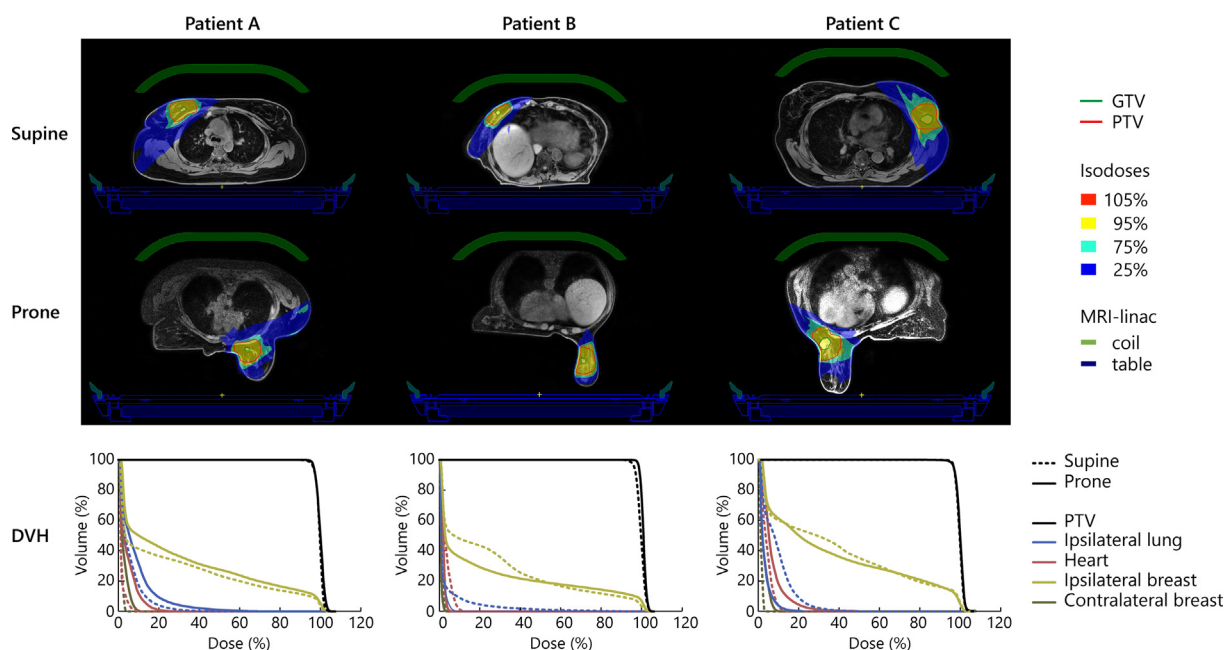 Patient A Patient B Patient C
Supine
Prone
GTV
PTV
Isodoses
105%
95%
75%
25%
MRI-linac
coil
table
DVH
Volume (%)
100
80
60
40
20
0
0 20 40 60 80 100 120
Dose (%)
Volume (%)
100
80
60
40
20
0
0 20 40 60 80 100 120
Dose (%)
Volume (%)
100
80
60
40
20
0
0 20 40 60 80 100 120
Dose (%)
Supine
Prone
PTV
Ipsilateral lung
Heart
Ipsilateral breast
Contralateral breast